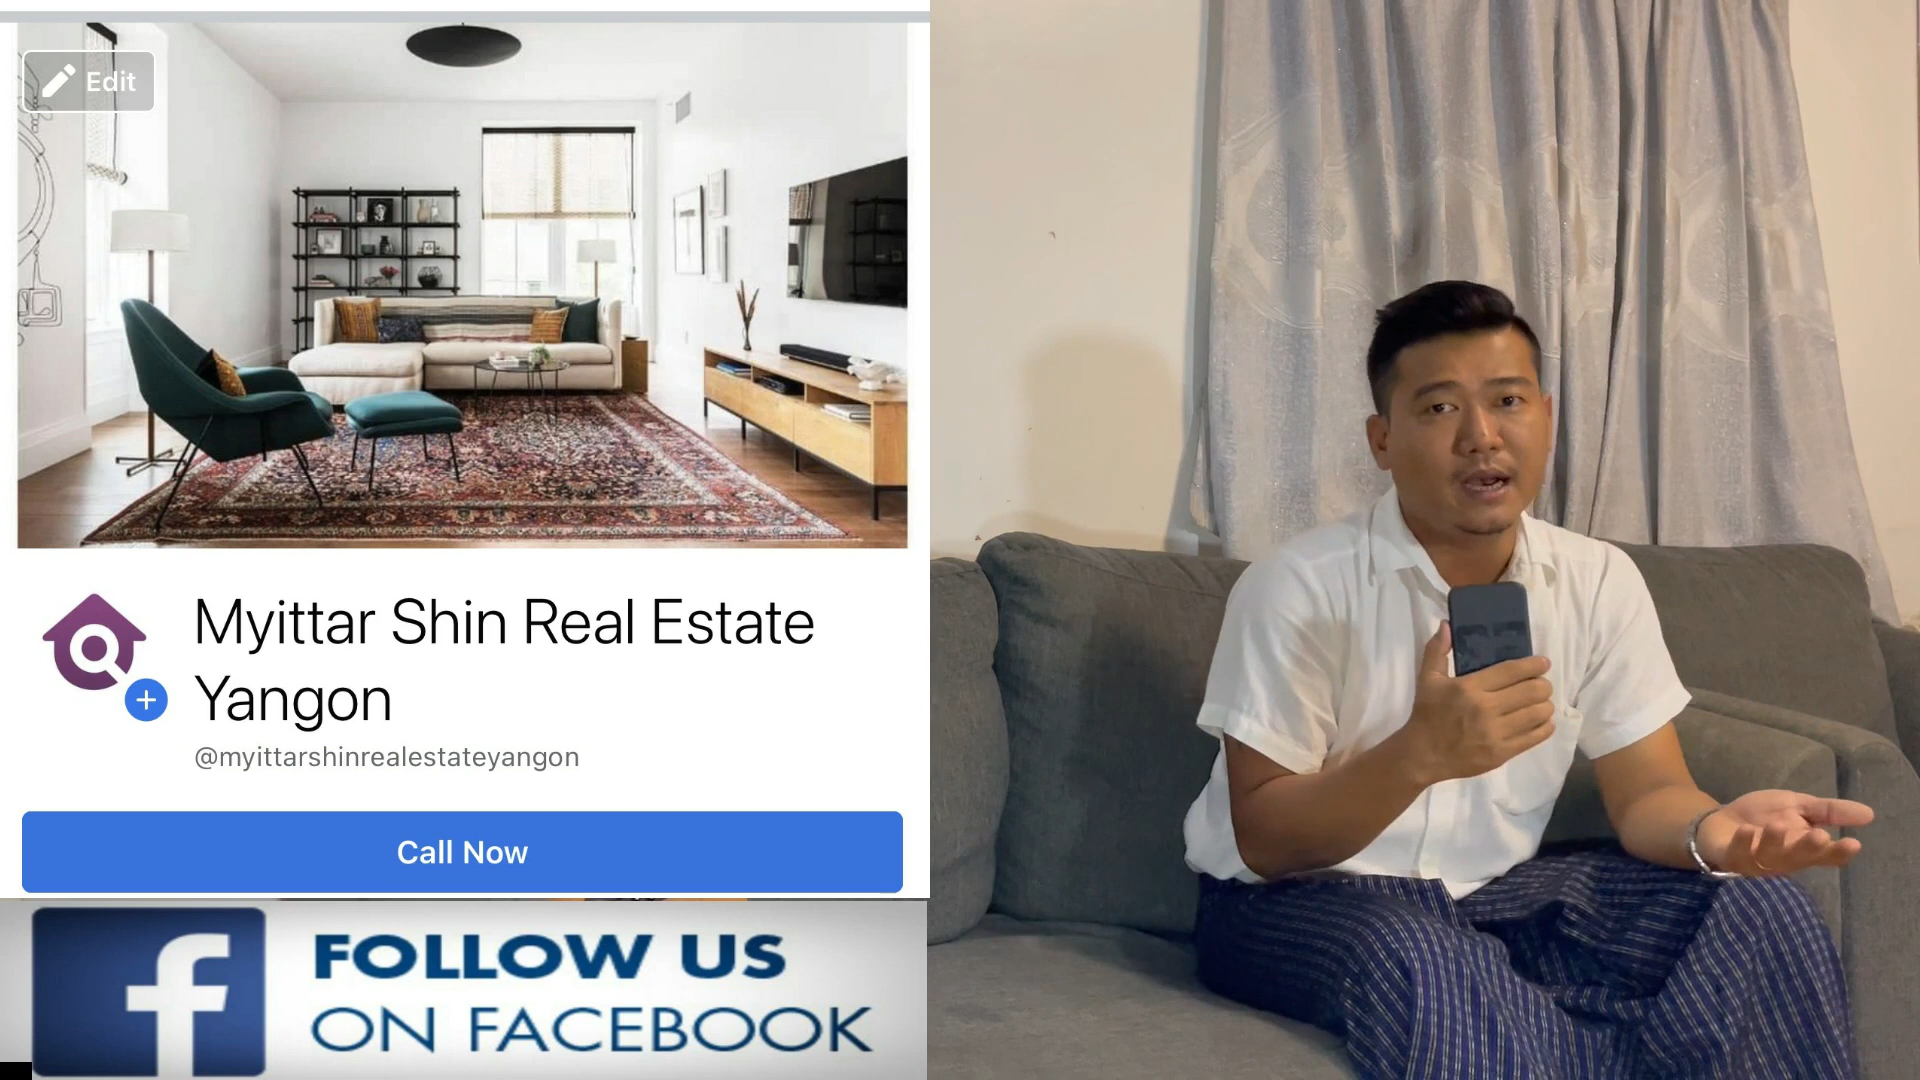 Edit
Myittar Shin Real Estate
Yangon
@myittarshinrealestateyangon
Call Now
f
FOLLOW US
ON FACEBOOK